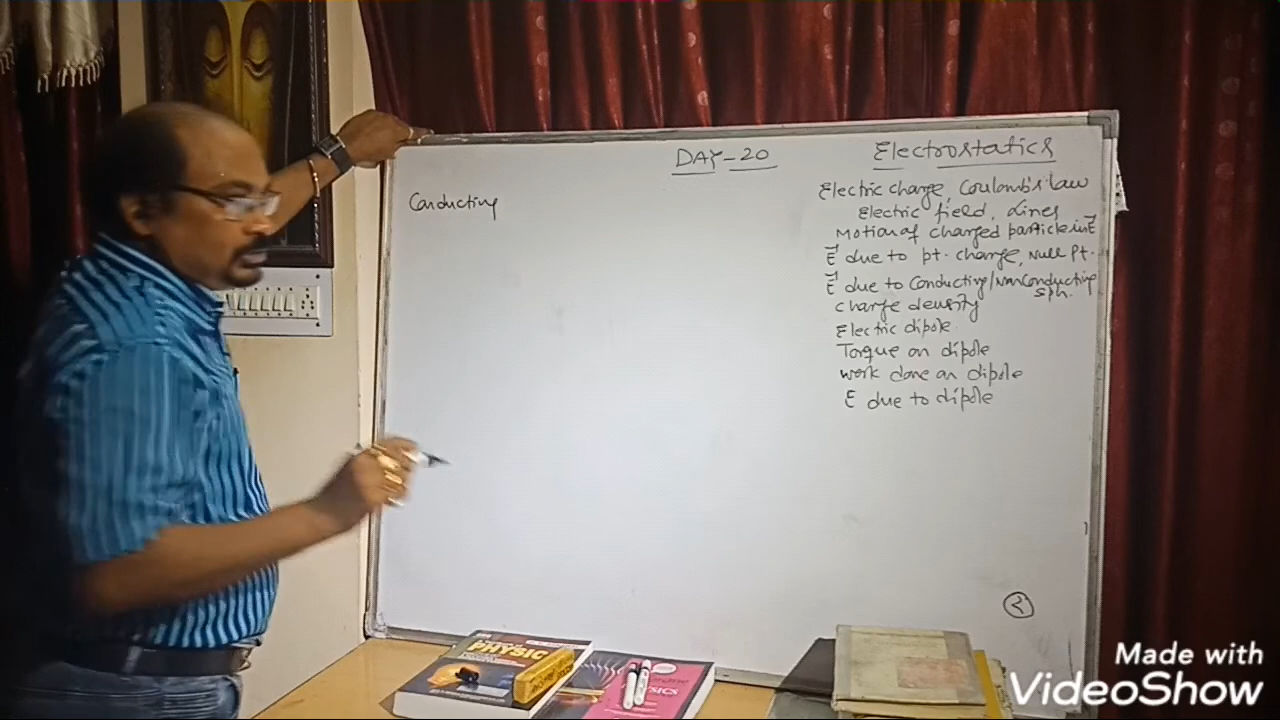 DAY-20
Electrostatics
Conducting
Electric charge, Coulomb's Law
Electric field, Lines
Motion of charged particle in E⃗
E⃗ due to pt. charge, Null Pt.
E⃗ due to Conducting/NonConducting
Sph.
charge density
Electric dipole
Torque on dipole
work done on dipole
E due to dipole
२
PHYSIC
Made with
VideoShow